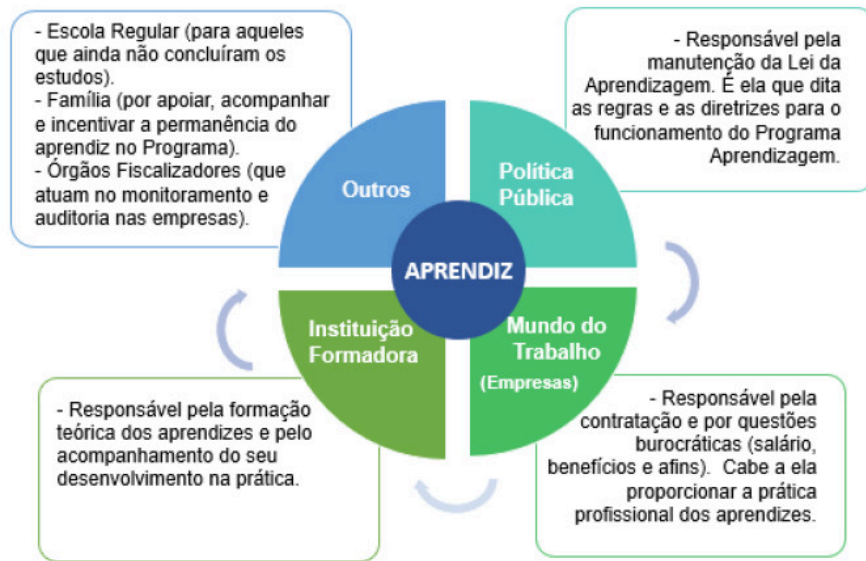 - Escola Regular (para aqueles
que ainda não concluíram os
estudos).
- Família (por apoiar, acompanhar
e incentivar a permanência do
aprendiz no Programa).
- Órgãos Fiscalizadores (que
atuam no monitoramento e
auditoria nas empresas).
- Responsável pela
manutenção da Lei da
Aprendizagem. É ela que dita
as regras e as diretrizes para o
funcionamento do Programa
Aprendizagem.
Outros
Política
Pública
APRENDIZ
Instituição
Formadora
Mundo do
Trabalho
(Empresas)
- Responsável pela formação
teórica dos aprendizes e pelo
acompanhamento do seu
desenvolvimento na prática.
- Responsável pela
contratação e por questões
burocráticas (salário,
benefícios e afins). Cabe a ela
proporcionar a prática
profissional dos aprendizes.